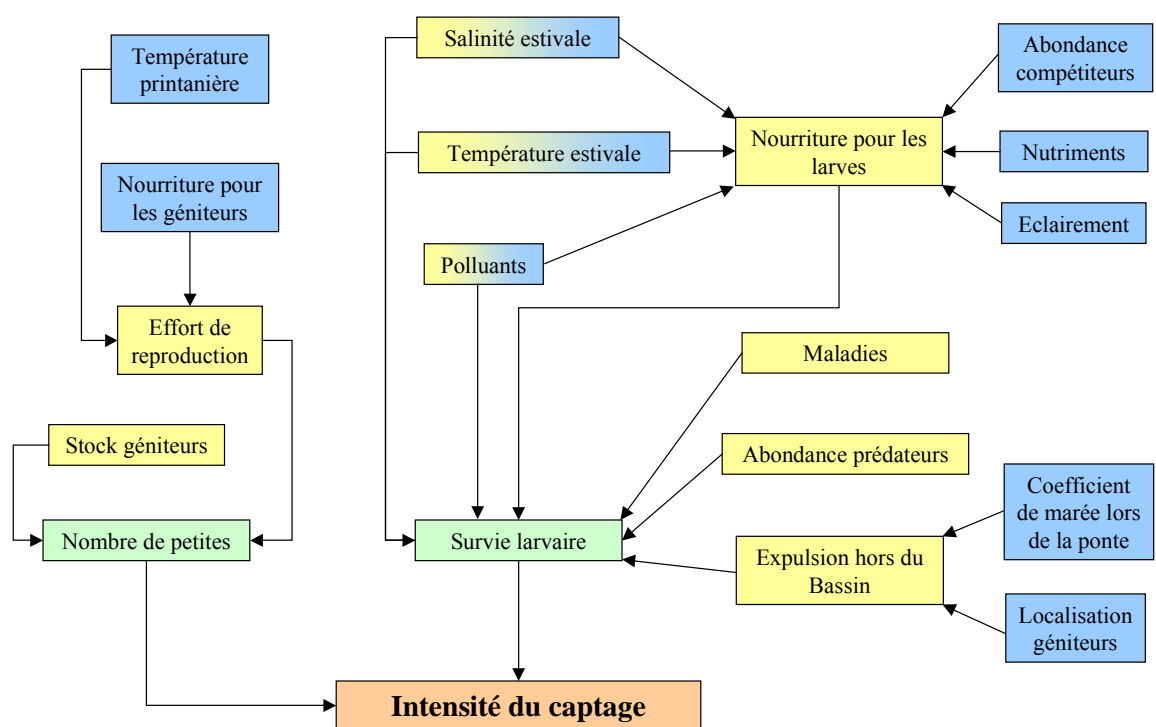 Salinité estivale
Température
printanière
Abondance
compétiteurs
Température estivale
Nourriture pour les
larves
Nutriments
Nourriture pour
les géniteurs
Eclairement
Polluants
Effort de
reproduction
Maladies
Stock géniteurs
Abondance prédateurs
Coefficient
de marée lors
de la ponte
Nombre de petites
Survie larvaire
Expulsion hors du
Bassin
Localisation
géniteurs
Intensité du captage